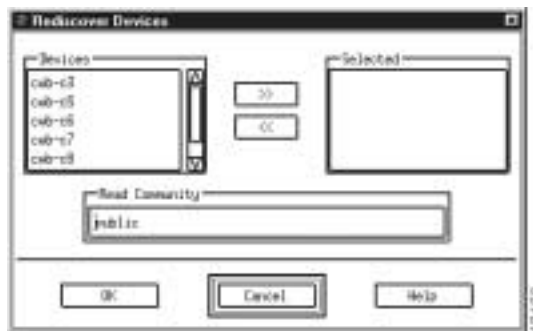 Rediscover Devices
Devices
Selected
cwb-c3
cwb-c5
cwb-c6
cwb-c7
cwb-c8
>>
<<
Read Community
public
OK
Cancel
Help